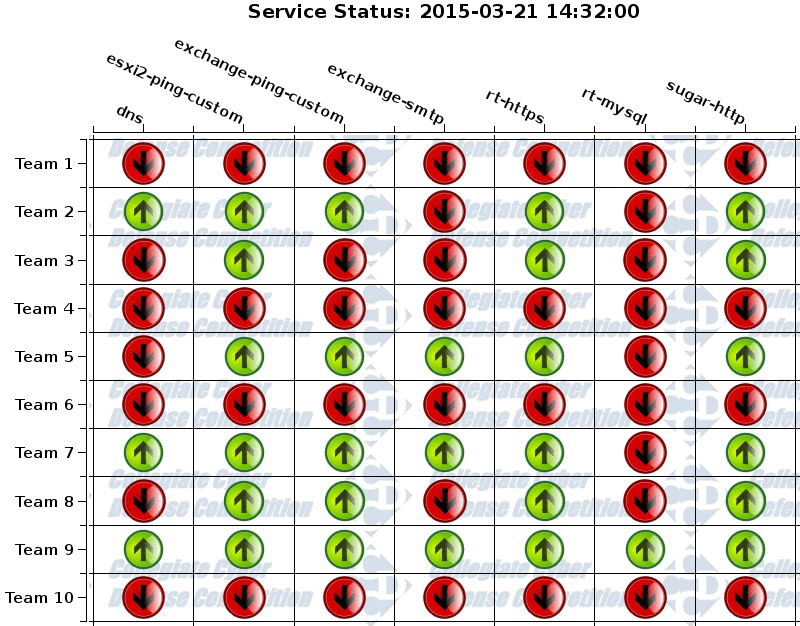 Service Status: 2015-03-21 14:32:00
dns
esxi2-ping-custom
exchange-ping-custom
exchange-smtp
rt-https
rt-mysql
sugar-http
Team 1
Team 2
Team 3
Team 4
Team 5
Team 6
Team 7
Team 8
Team 9
Team 10
Collegiate Cyber
Defense Competition